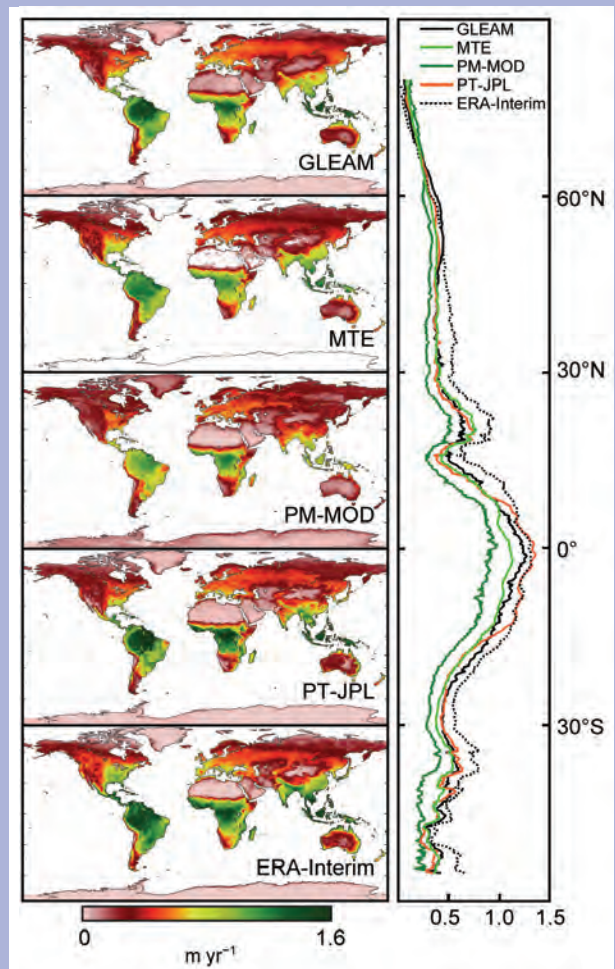 GLEAM
MTE
PM-MOD
PT-JPL
ERA-Interim
0
1.6
m yr⁻¹
GLEAM
MTE
PM-MOD
PT-JPL
ERA-Interim
60°N
30°N
0°
30°S
0.5 1.0 1.5